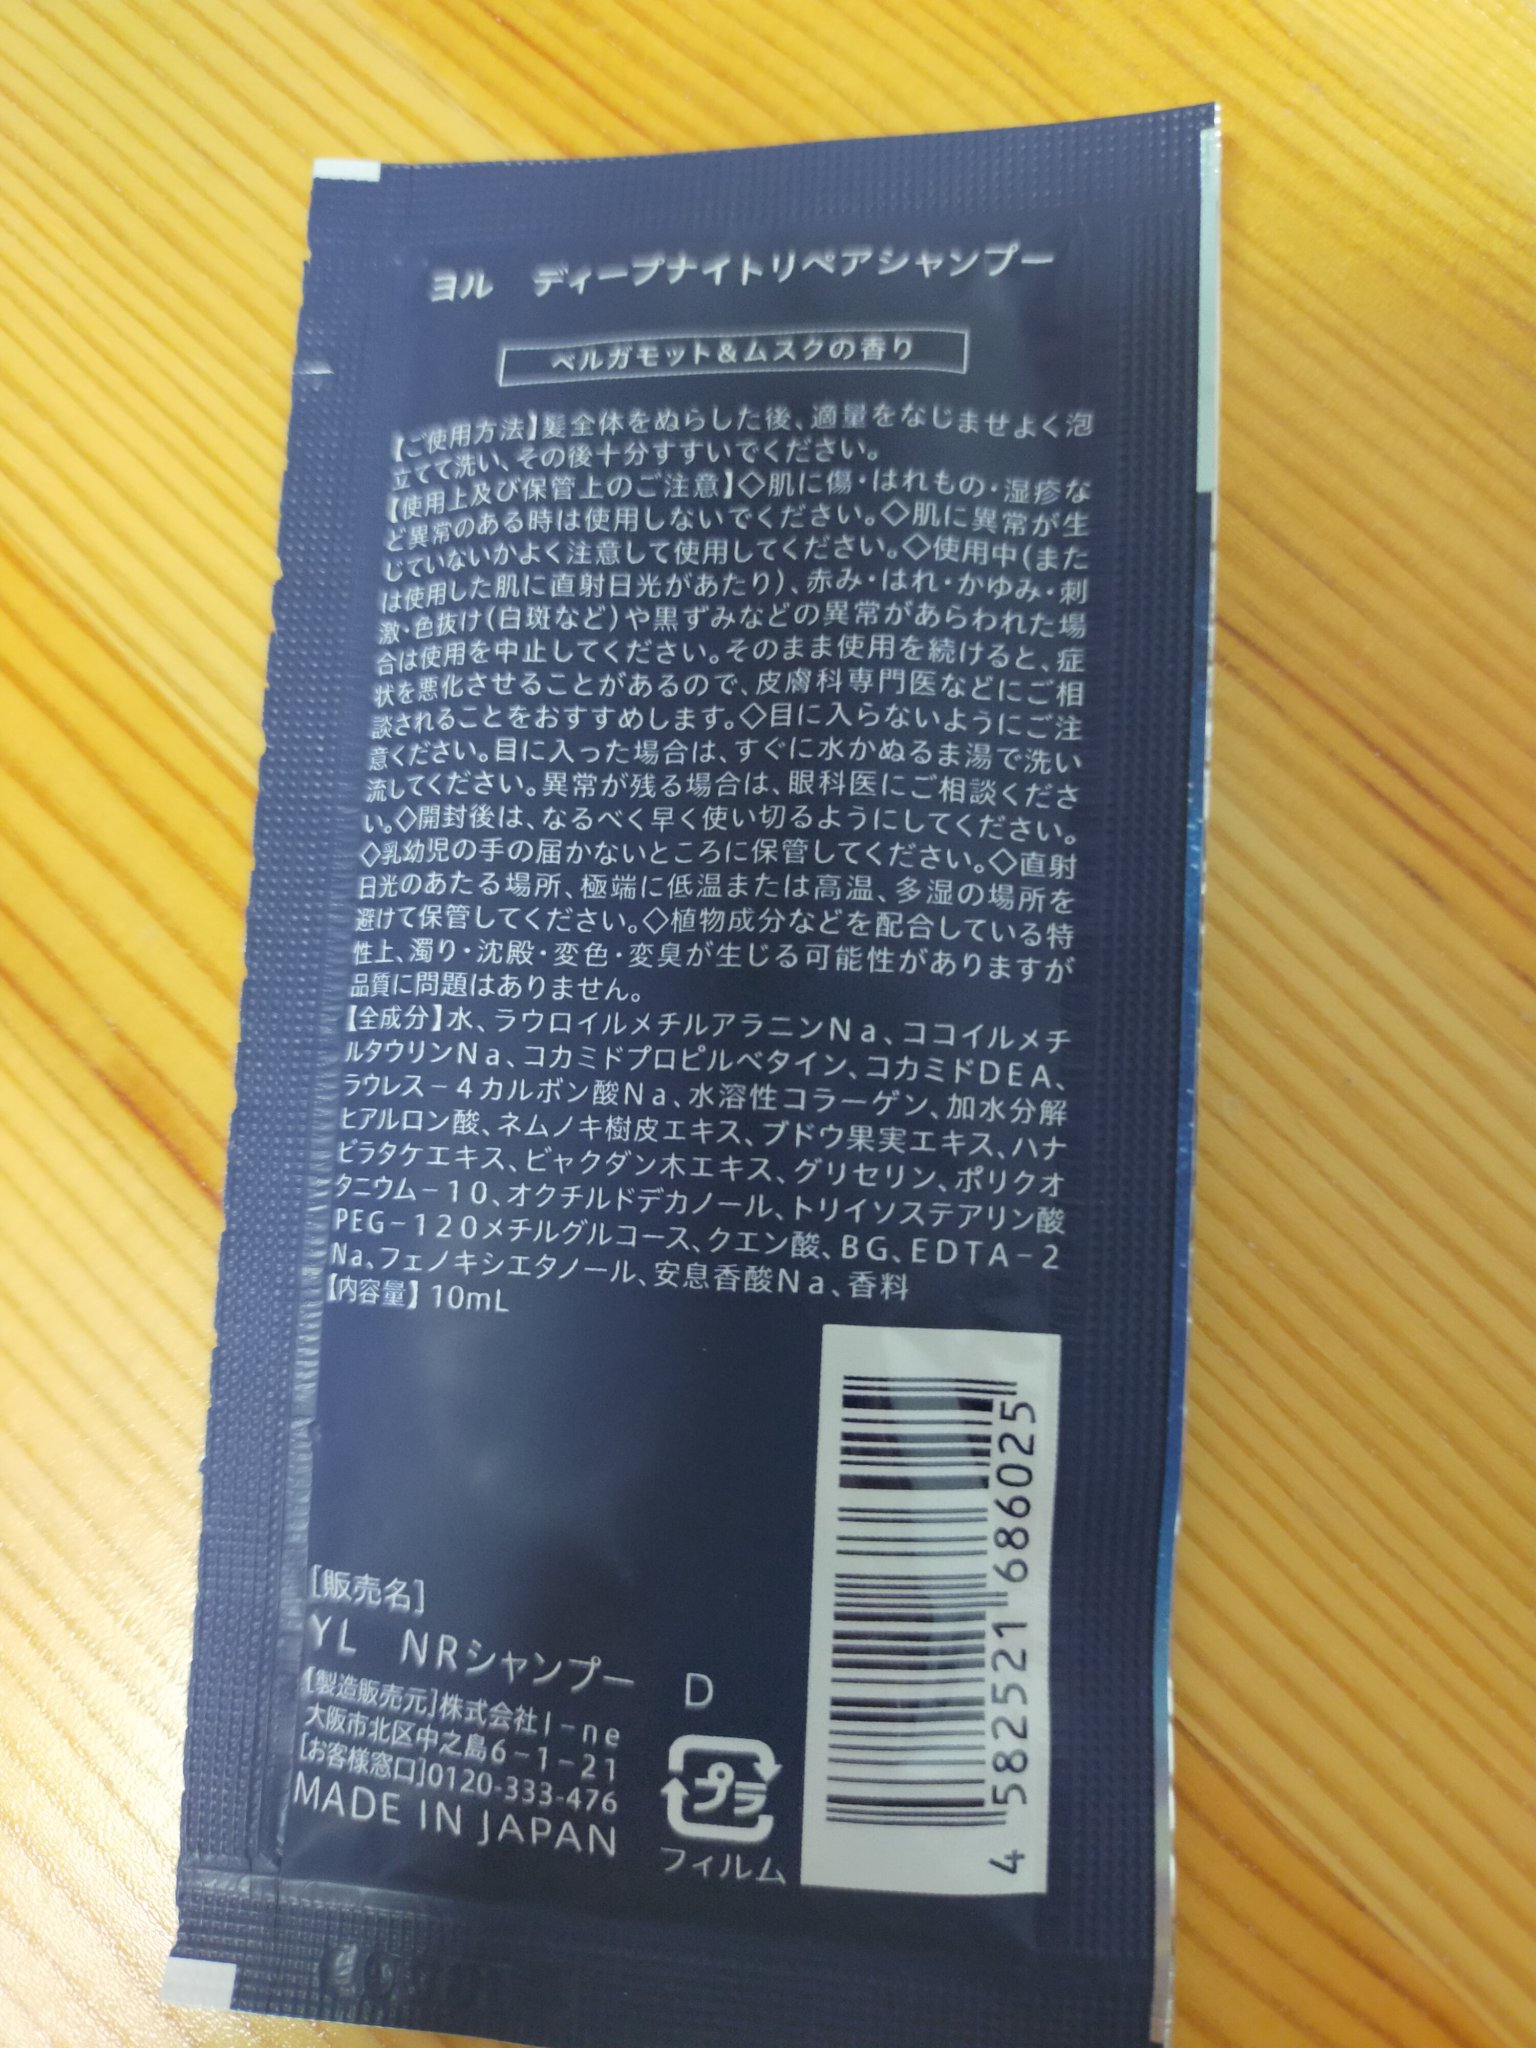 ヨル　ディープナイトリペアシャンプー
ベルガモット＆ムスクの香り
【ご使用方法】髪全体をぬらした後、適量をなじませよく泡
立てて洗い、その後十分すすいでください。
【使用上及び保管上のご注意】◇肌に傷・はれもの・湿疹な
ど異常のある時は使用しないでください。◇肌に異常が生
じていないかよく注意して使用してください。◇使用中（また
は使用した肌に直射日光があたり）、赤み・はれ・かゆみ・刺
激・色抜け（白斑など）や黒ずみなどの異常があらわれた場
合は使用を中止してください。そのまま使用を続けると、症
状を悪化させることがあるので、皮膚科専門医などにご相
談されることをおすすめします。◇目に入らないようにご注
意ください。目に入った場合は、すぐに水かぬるま湯で洗い
流してください。異常が残る場合は、眼科医にご相談くださ
い。◇開封後は、なるべく早く使い切るようにしてください。
◇乳幼児の手の届かないところに保管してください。◇直射
日光のあたる場所、極端に低温または高温、多湿の場所を
避けて保管してください。◇植物成分などを配合している特
性上、濁り・沈殿・変色・変臭が生じる可能性がありますが
品質に問題はありません。
【全成分】水、ラウロイルメチルアラニンNa、ココイルメチ
ルタウリンNa、コカミドプロピルベタイン、コカミドDEA、
ラウレス－4カルボン酸Na、水溶性コラーゲン、加水分解
ヒアルロン酸、ネムノキ樹皮エキス、ブドウ果実エキス、ハナ
ビラタケエキス、ビャクダン木エキス、グリセリン、ポリクオ
タニウム－10、オクチルドデカノール、トリイソステアリン酸
PEG－120メチルグルコース、クエン酸、BG、EDTA－2
Na、フェノキシエタノール、安息香酸Na、香料
【内容量】10mL
[販売名]
YL　NRシャンプー　D
[製造販売元]株式会社I－ne
大阪市北区中之島6－1－21
[お客様窓口]0120-333-476
MADE IN JAPAN
プラ
フィルム
4 582521 686025